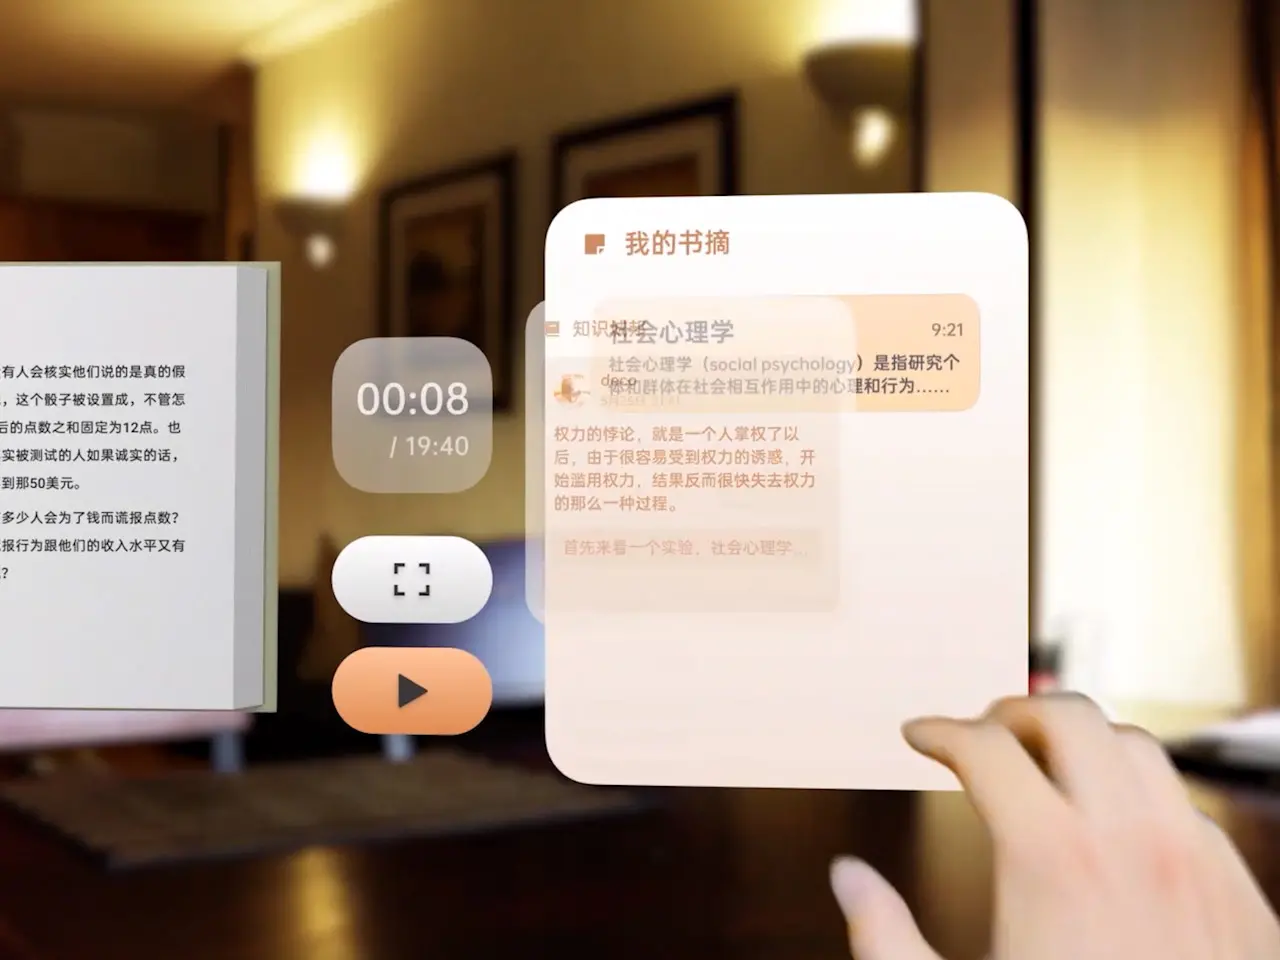 有人会核实他们说的是真的假
，这个骰子被设置成，不管怎
后的点数之和固定为12点。也
实被测试的人如果诚实的话，
到那50美元。
多少人会为了钱而谎报点数？
报行为跟他们的收入水平又有
？
00:08
/ 19:40
我的书摘
知识
社会心理学
9:21
社会心理学（social psychology）是指研究个
体和群体在社会相互作用中的心理和行为......
deco
权力的悖论，就是一个人掌权了以
后，由于很容易受到权力的诱惑，开
始滥用权力，结果反而很快失去权力
的那么一种过程。
首先来看一个实验，社会心理学...